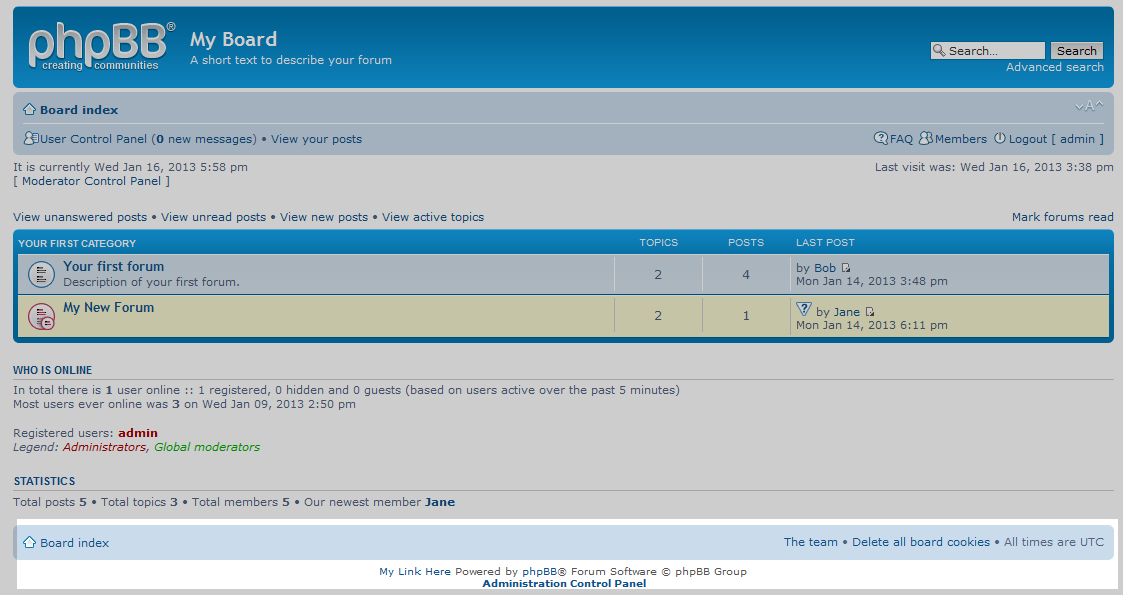 phpBB®
creating communities
My Board
A short text to describe your forum
Search...
Search
Advanced search
Board index
A
User Control Panel (0 new messages) • View your posts
FAQ Members Logout [ admin ]
It is currently Wed Jan 16, 2013 5:58 pm
Last visit was: Wed Jan 16, 2013 3:38 pm
[ Moderator Control Panel ]
View unanswered posts • View unread posts • View new posts • View active topics
Mark forums read
YOUR FIRST CATEGORY TOPICS POSTS LAST POST
Your first forum
Description of your first forum.
2 4
by Bob
Mon Jan 14, 2013 3:48 pm
My New Forum
2 1
by Jane
Mon Jan 14, 2013 6:11 pm
WHO IS ONLINE
In total there is 1 user online :: 1 registered, 0 hidden and 0 guests (based on users active over the past 5 minutes)
Most users ever online was 3 on Wed Jan 09, 2013 2:50 pm
Registered users: admin
Legend: Administrators, Global moderators
STATISTICS
Total posts 5 • Total topics 3 • Total members 5 • Our newest member Jane
Board index
The team • Delete all board cookies • All times are UTC
My Link Here Powered by phpBB® Forum Software © phpBB Group
Administration Control Panel